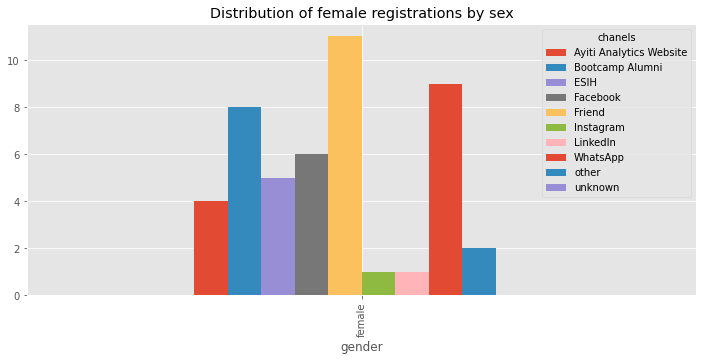 Distribution of female registrations by sex
chanels
Ayiti Analytics Website
Bootcamp Alumni
ESIH
Facebook
Friend
Instagram
LinkedIn
WhatsApp
other
unknown
10
8
6
4
2
0
female
gender